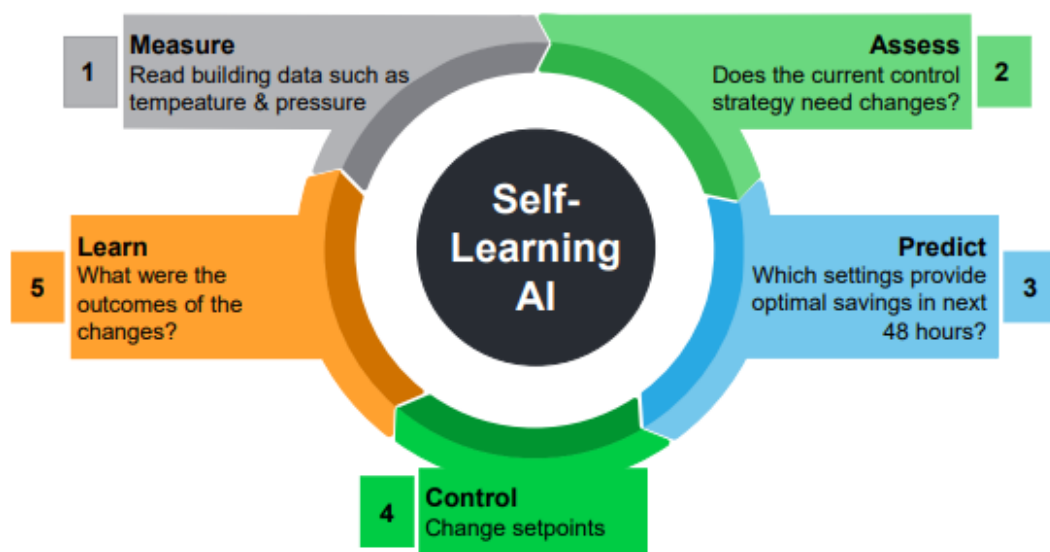 1
Measure
Read building data such as
tempeature & pressure
Assess
Does the current control
strategy need changes?
2
Self-
Learning
AI
Predict
Which settings provide
optimal savings in next
48 hours?
3
4
Control
Change setpoints
5
Learn
What were the
outcomes of the
changes?